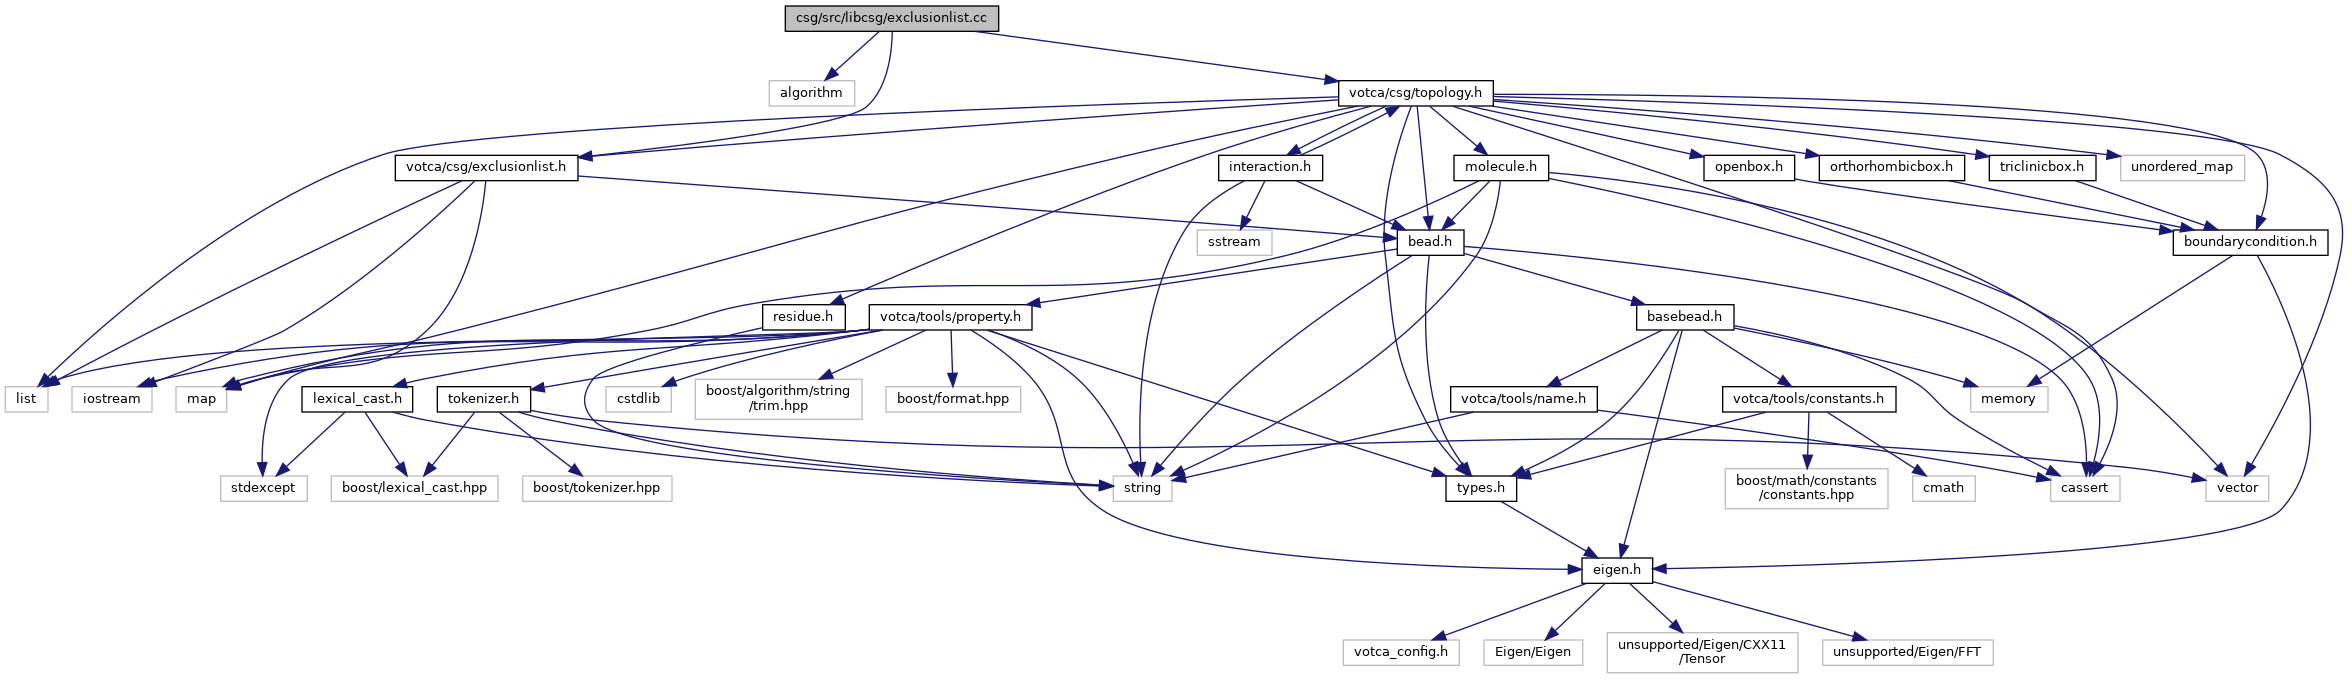 csg/src/libcsg/exclusionlist.cc
algorithm
votca/csg/topology.h
votca/csg/exclusionlist.h
interaction.h
molecule.h
openbox.h
orthorhombicbox.h
triclinicbox.h
unordered_map
sstream
bead.h
boundarycondition.h
residue.h
votca/tools/property.h
basebead.h
list
iostream
map
lexical_cast.h
tokenizer.h
cstdlib
boost/algorithm/string
/trim.hpp
boost/format.hpp
votca/tools/name.h
votca/tools/constants.h
memory
stdexcept
boost/lexical_cast.hpp
boost/tokenizer.hpp
string
types.h
boost/math/constants
/constants.hpp
cmath
cassert
vector
eigen.h
votca_config.h
Eigen/Eigen
unsupported/Eigen/CXX11
/Tensor
unsupported/Eigen/FFT